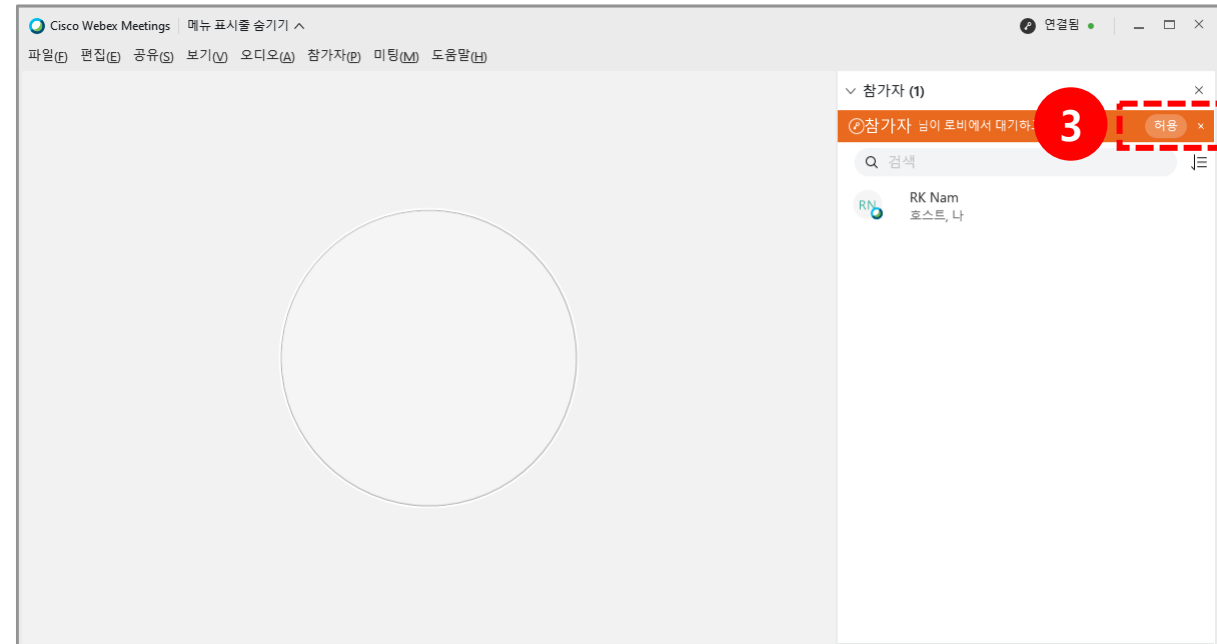 Cisco Webex Meetings 메뉴 표시줄 숨기기 연결됨
파일(F) 편집(E) 공유(S) 보기(V) 오디오(A) 참가자(P) 미팅(M) 도움말(H)
참가자 (1)
참가자 님이 로비에서 대기하 3 허용
검색
RN RK Nam
호스트, 나